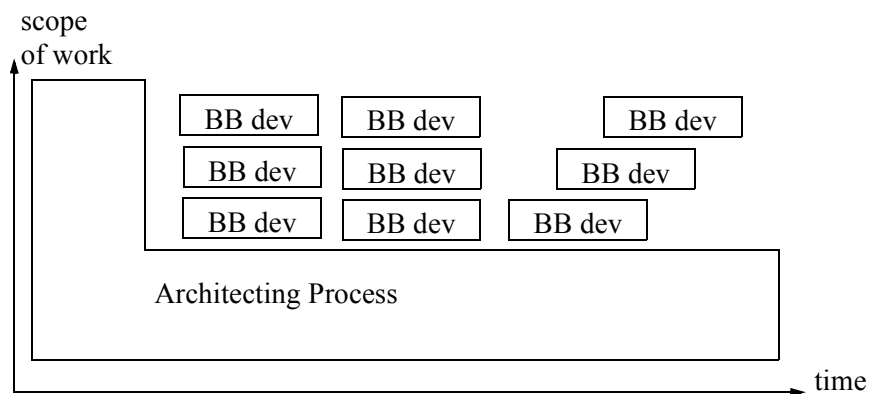 scope
of work
BB dev BB dev BB dev
BB dev BB dev BB dev
BB dev BB dev BB dev
Architecting Process
time